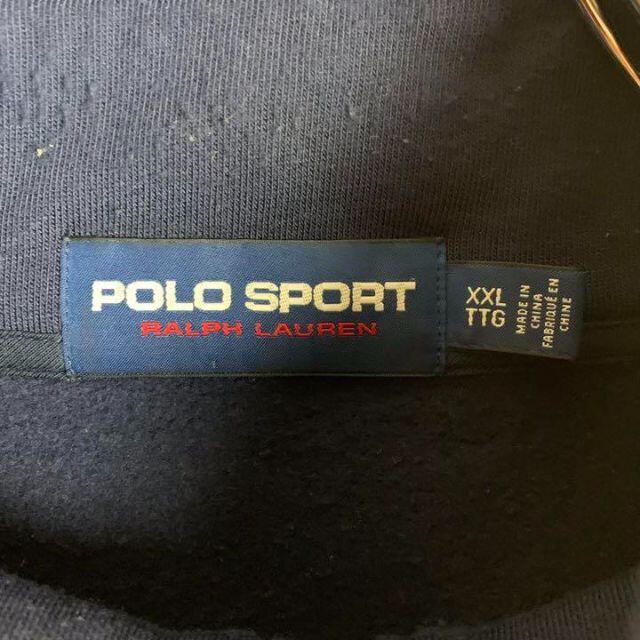 POLO SPORT
RALPH LAUREN
XXL
TTG
MADE IN
CHINA
FABRIQUÉ EN
CHINE